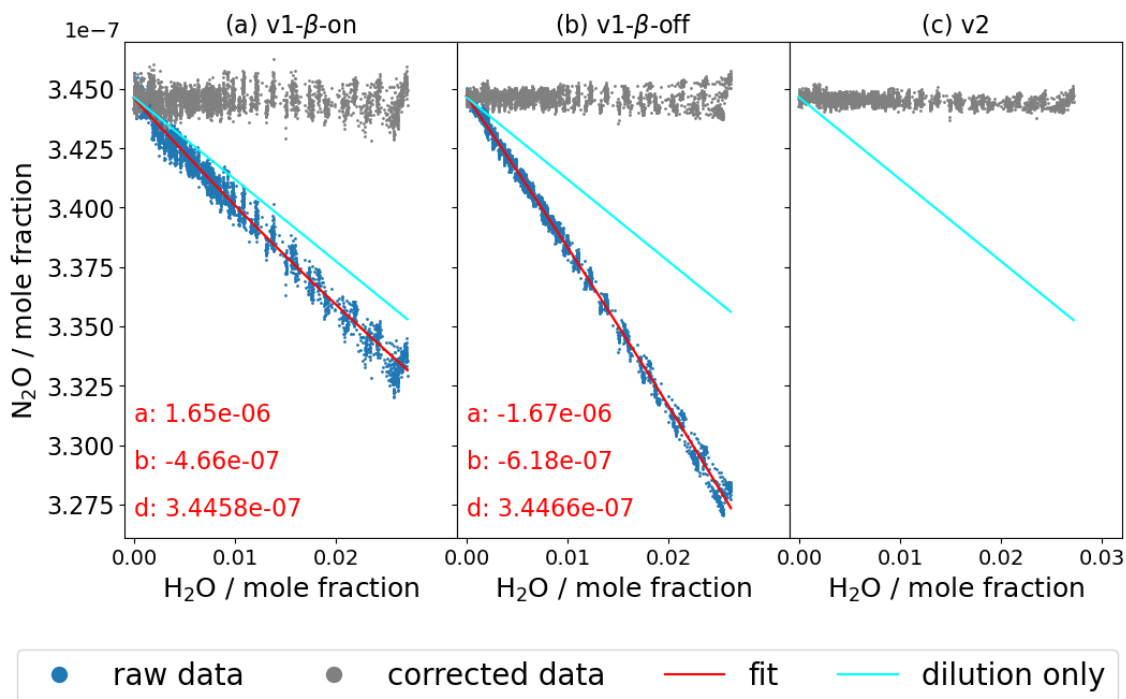 (a) v1-β-on
(b) v1-β-off
(c) v2
1e−7
3.450
3.425
3.400
3.375
3.350
3.325
3.300
3.275
N₂O / mole fraction
a: 1.65e-06
b: -4.66e-07
d: 3.4458e-07
a: -1.67e-06
b: -6.18e-07
d: 3.4466e-07
0.00 0.01 0.02
0.00 0.01 0.02
0.00 0.01 0.02 0.03
H₂O / mole fraction
H₂O / mole fraction
H₂O / mole fraction
raw data
corrected data
fit
dilution only